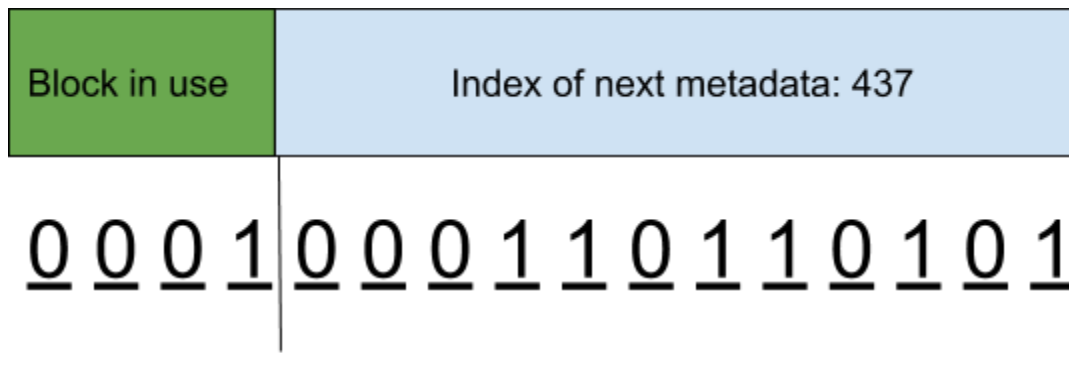 Block in use
Index of next metadata: 437
0 0 0 1 0 0 0 1 1 0 1 1 0 1 0 1